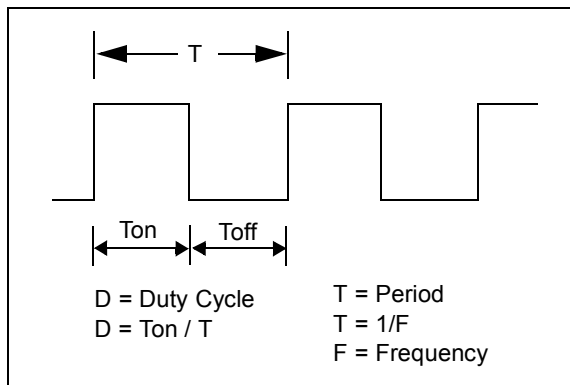 T
Ton
Toff
D = Duty Cycle
D = Ton / T
T = Period
T = 1/F
F = Frequency